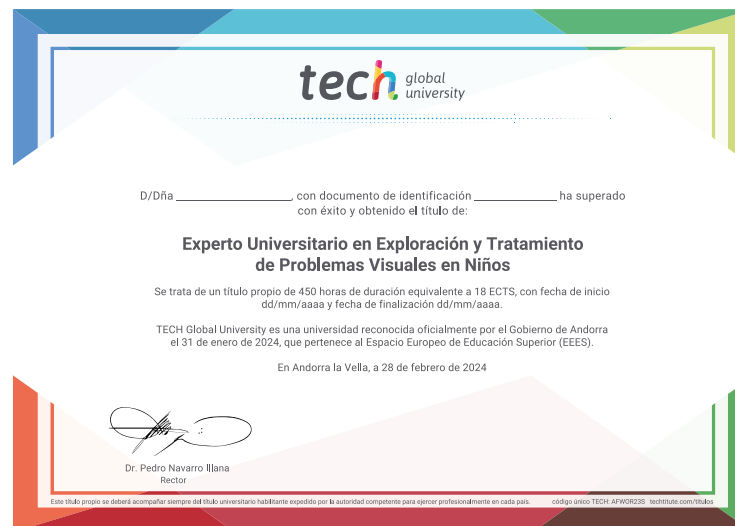 tech global university
D/Dña ____________________, con documento de identificación ______________ ha superado
con éxito y obtenido el título de:
Experto Universitario en Exploración y Tratamiento
de Problemas Visuales en Niños
Se trata de un título propio de 450 horas de duración equivalente a 18 ECTS, con fecha de inicio
dd/mm/aaaa y fecha de finalización dd/mm/aaaa.
TECH Global University es una universidad reconocida oficialmente por el Gobierno de Andorra
el 31 de enero de 2024, que pertenece al Espacio Europeo de Educación Superior (EEES).
En Andorra la Vella, a 28 de febrero de 2024
Dr. Pedro Navarro Illana
Rector
Este título propio se deberá acompañar siempre del título universitario habilitante expedido por la autoridad competente para ejercer profesionalmente en cada país. código único TECH: AFWOR23S techtitute.com/titulos